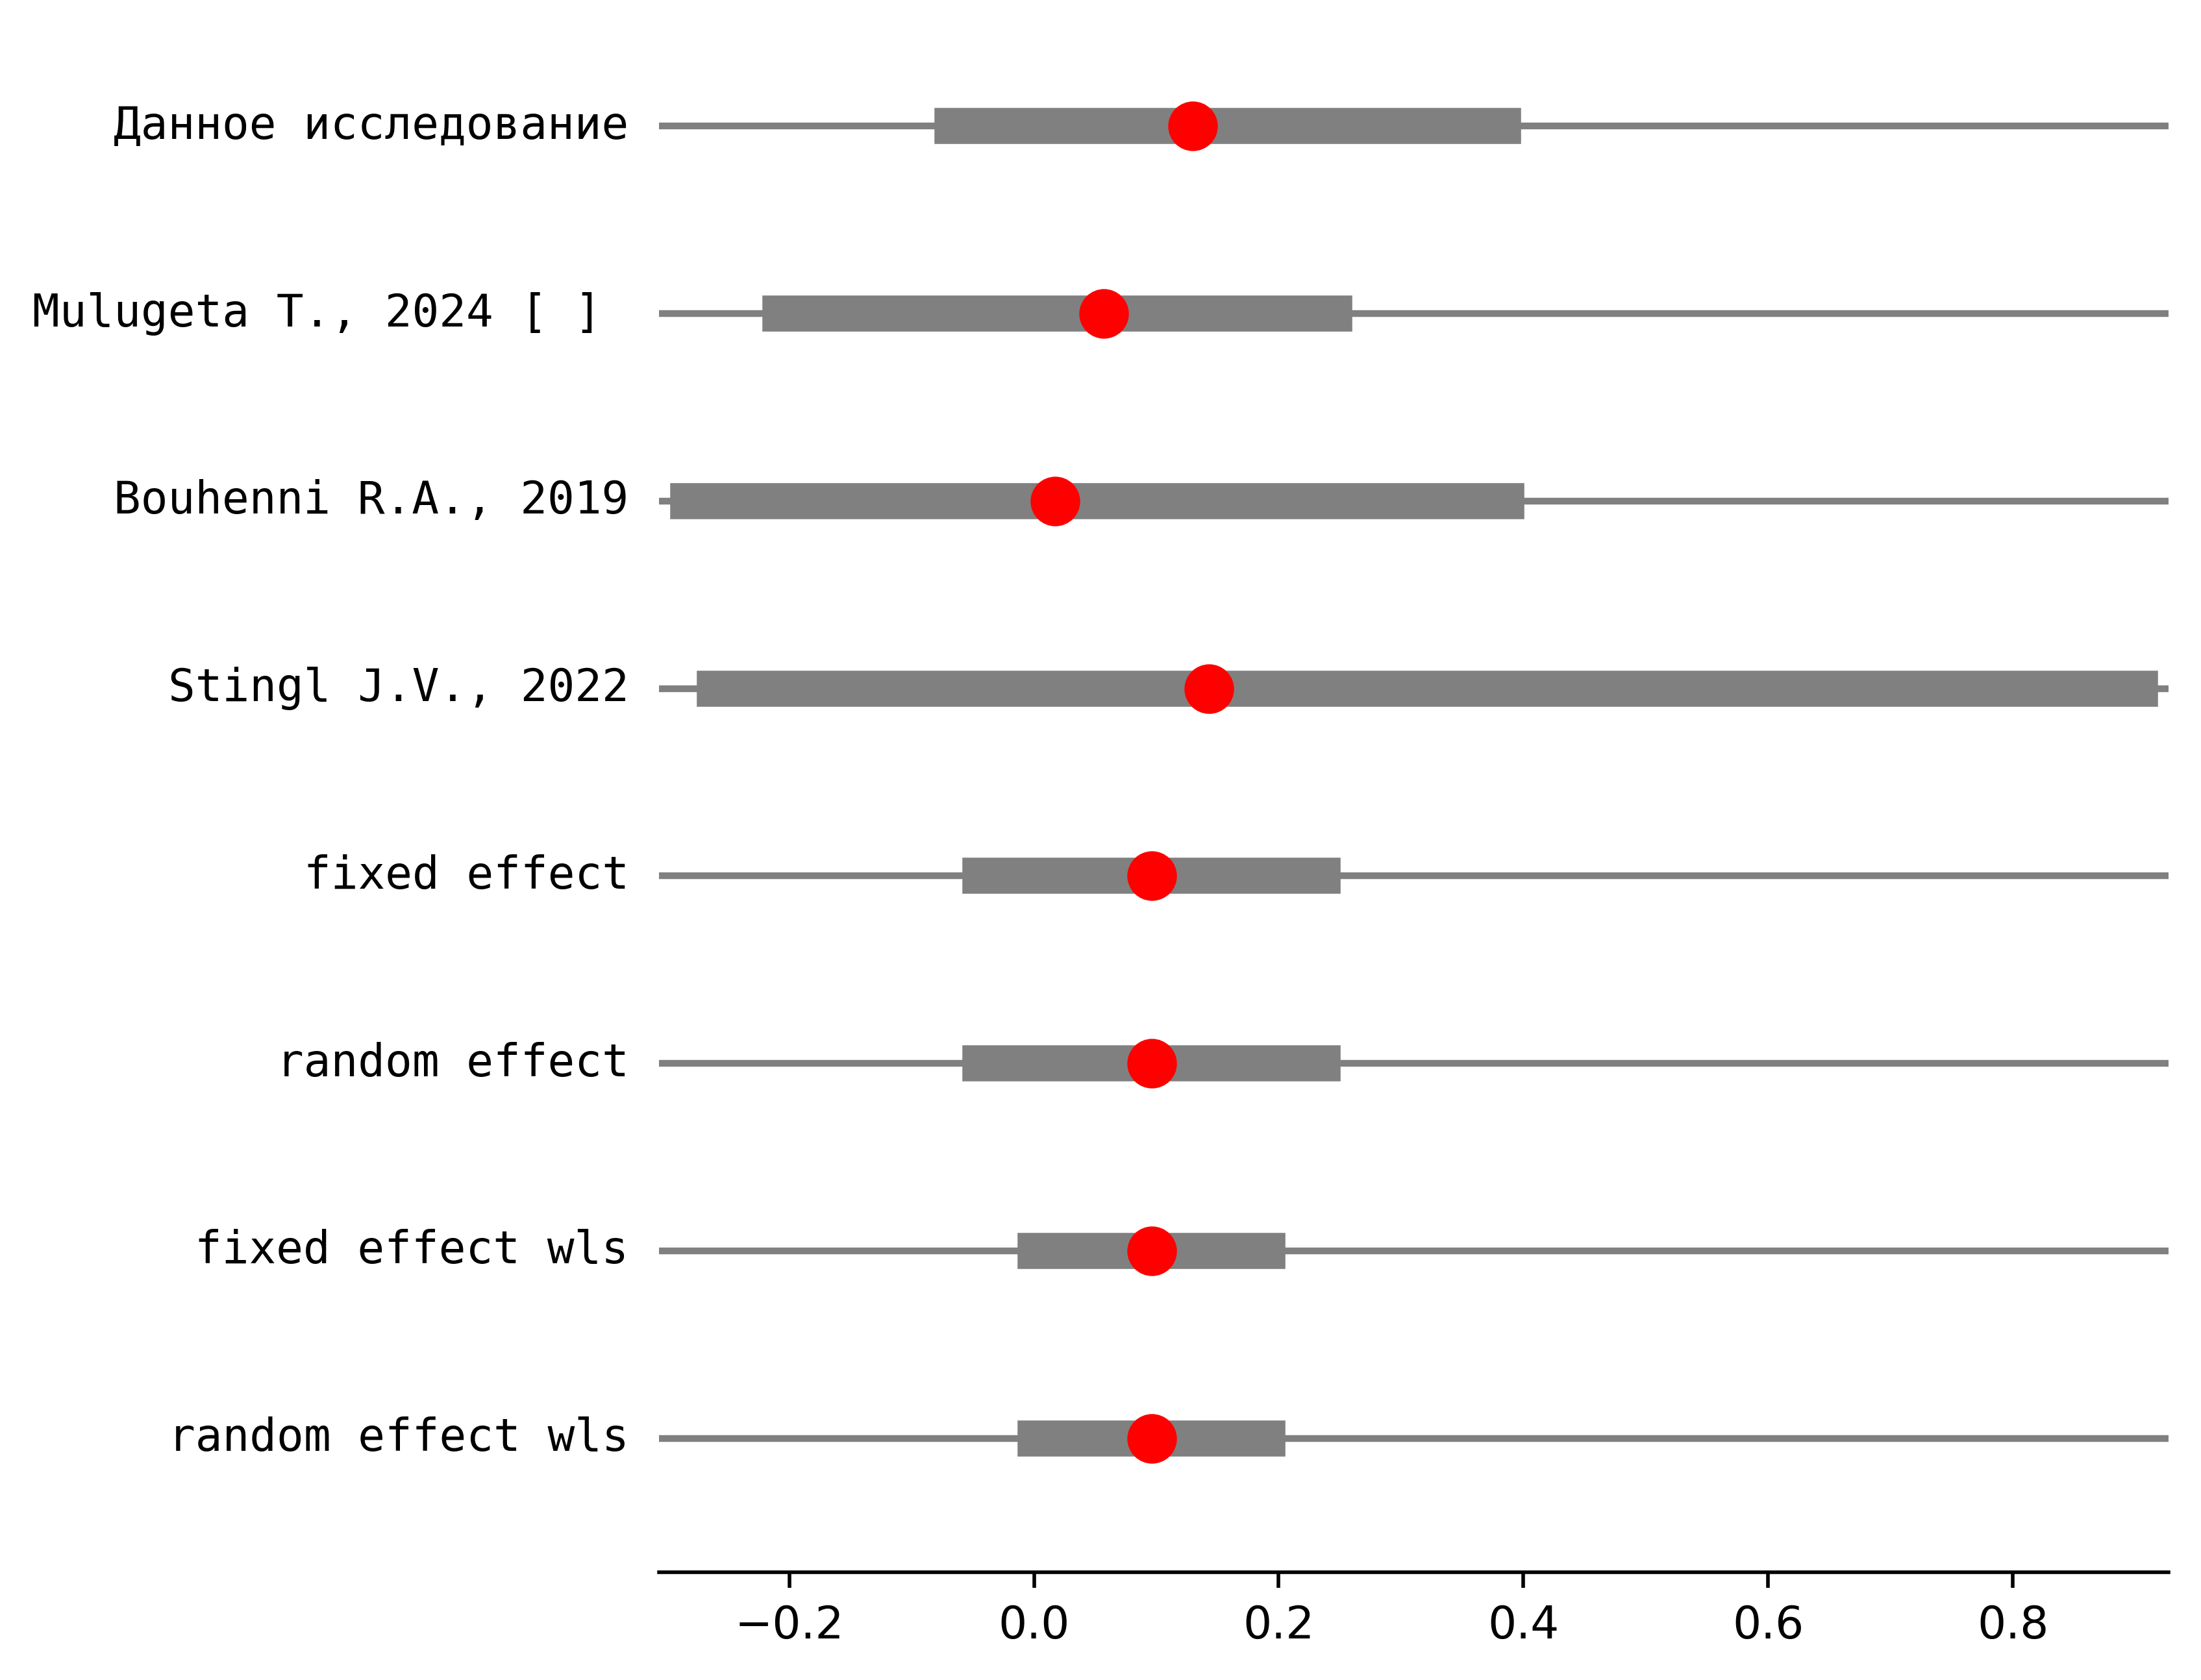 Данное исследование
Mulugeta T., 2024 [ ]
Bouhenni R.A., 2019
Stingl J.V., 2022
fixed effect
random effect
fixed effect wls
random effect wls
−0.2 0.0 0.2 0.4 0.6 0.8